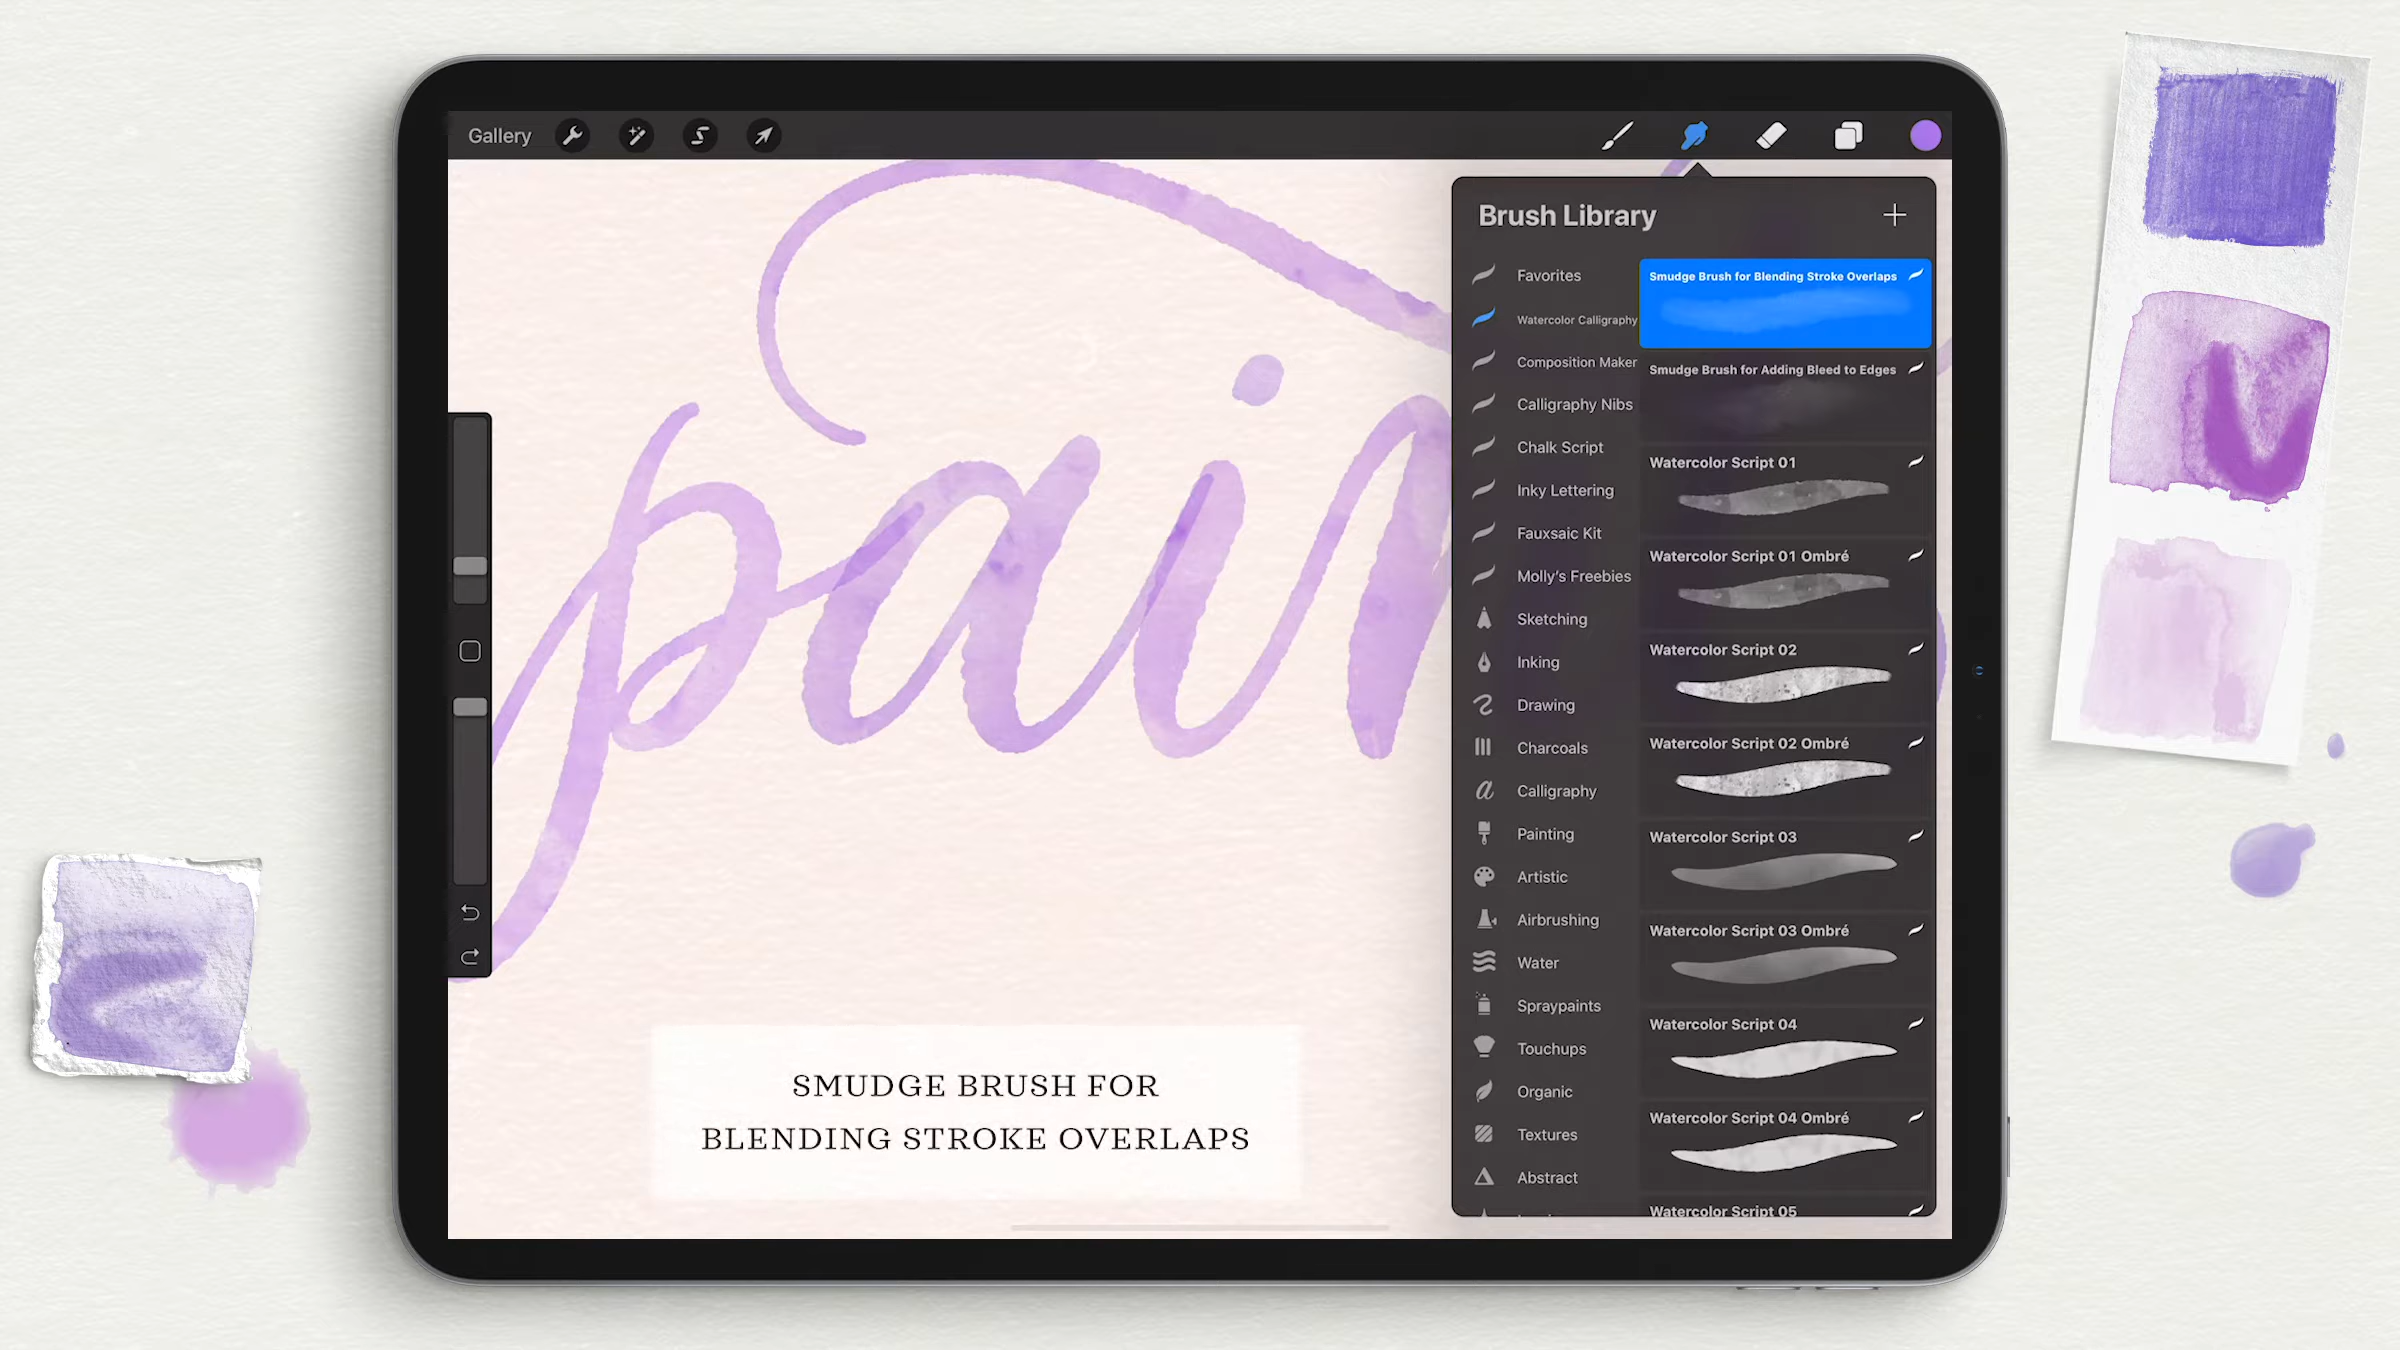 Gallery
Brush Library
Favorites
Watercolor Calligraphy
Composition Maker
Calligraphy Nibs
Chalk Script
Inky Lettering
Fauxsaic Kit
Molly's Freebies
Sketching
Inking
Drawing
Charcoals
Calligraphy
Painting
Artistic
Airbrushing
Water
Spraypaints
Touchups
Organic
Textures
Abstract
Smudge Brush for Blending Stroke Overlaps
Smudge Brush for Adding Bleed to Edges
Watercolor Script 01
Watercolor Script 01 Ombré
Watercolor Script 02
Watercolor Script 02 Ombré
Watercolor Script 03
Watercolor Script 03 Ombré
Watercolor Script 04
Watercolor Script 04 Ombré
Watercolor Script 05
SMUDGE BRUSH FOR
BLENDING STROKE OVERLAPS